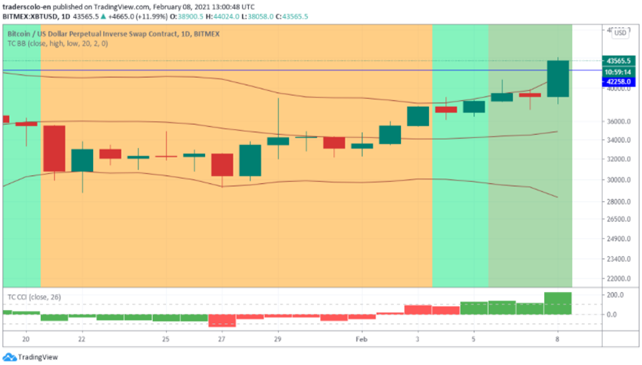 traderscolo-en published on TradingView.com, February 08, 2021 13:00:48 UTC
BITMEX:XBTUSD, 1D 43565.5 ▲ +4665.0 (+11.99%) O:38900.5 H:44024.0 L:38058.0 C:43565.5
Bitcoin / US Dollar Perpetual Inverse Swap Contract, 1D, BITMEX
TC BB (close, high, low, 20, 2, 0)
USD
43565.5
10:59:14
42258.0
40000.0
36000.0
34000.0
32000.0
30000.0
28000.0
26500.0
24900.0
23400.0
22000.0
TC CCI (close, 26)
200.0
0.0
20 22 23 25 27 29 Feb 3 5 8
TradingView